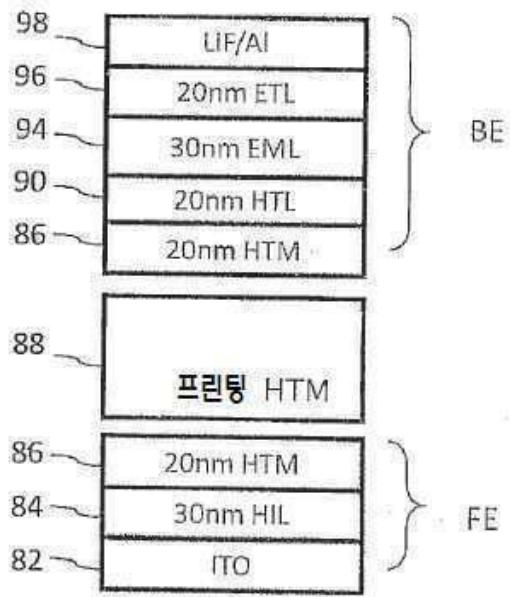 98 LiF/Al
96 20nm ETL
94 30nm EML BE
90 20nm HTL
86 20nm HTM
88 프린팅 HTM
86 20nm HTM
84 30nm HIL FE
82 ITO